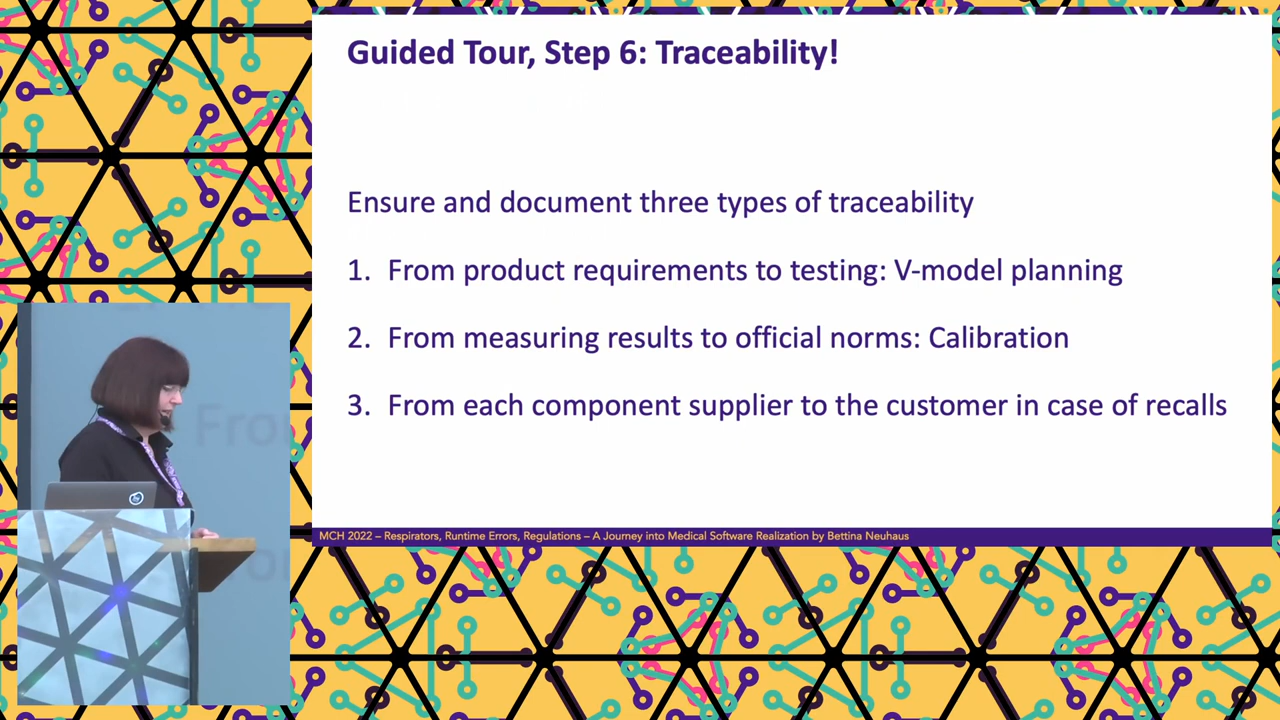 Guided Tour, Step 6: Traceability!
Ensure and document three types of traceability
1. From product requirements to testing: V-model planning
2. From measuring results to official norms: Calibration
3. From each component supplier to the customer in case of recalls
MCH 2022 – Respirators, Runtime Errors, Regulations – A Journey into Medical Software Realization by Bettina Neuhaus
Fro